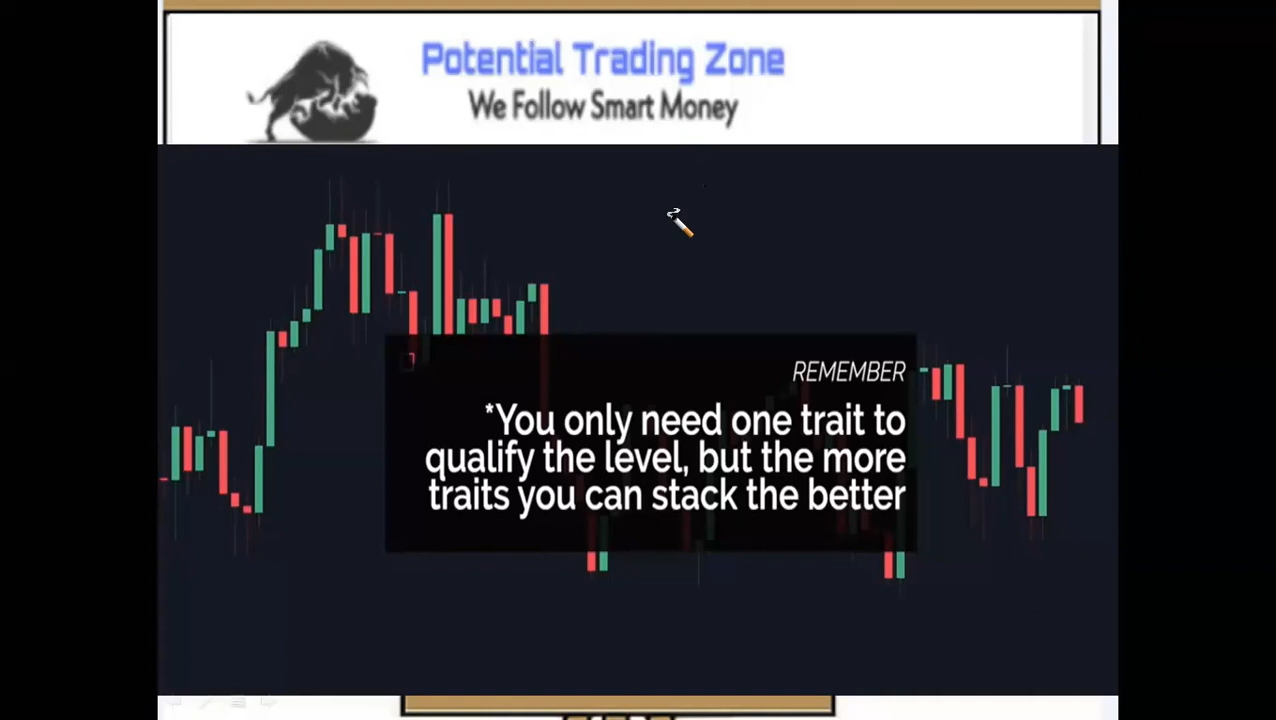 Potential Trading Zone
We Follow Smart Money
REMEMBER
*You only need one trait to
qualify the level, but the more
traits you can stack the better